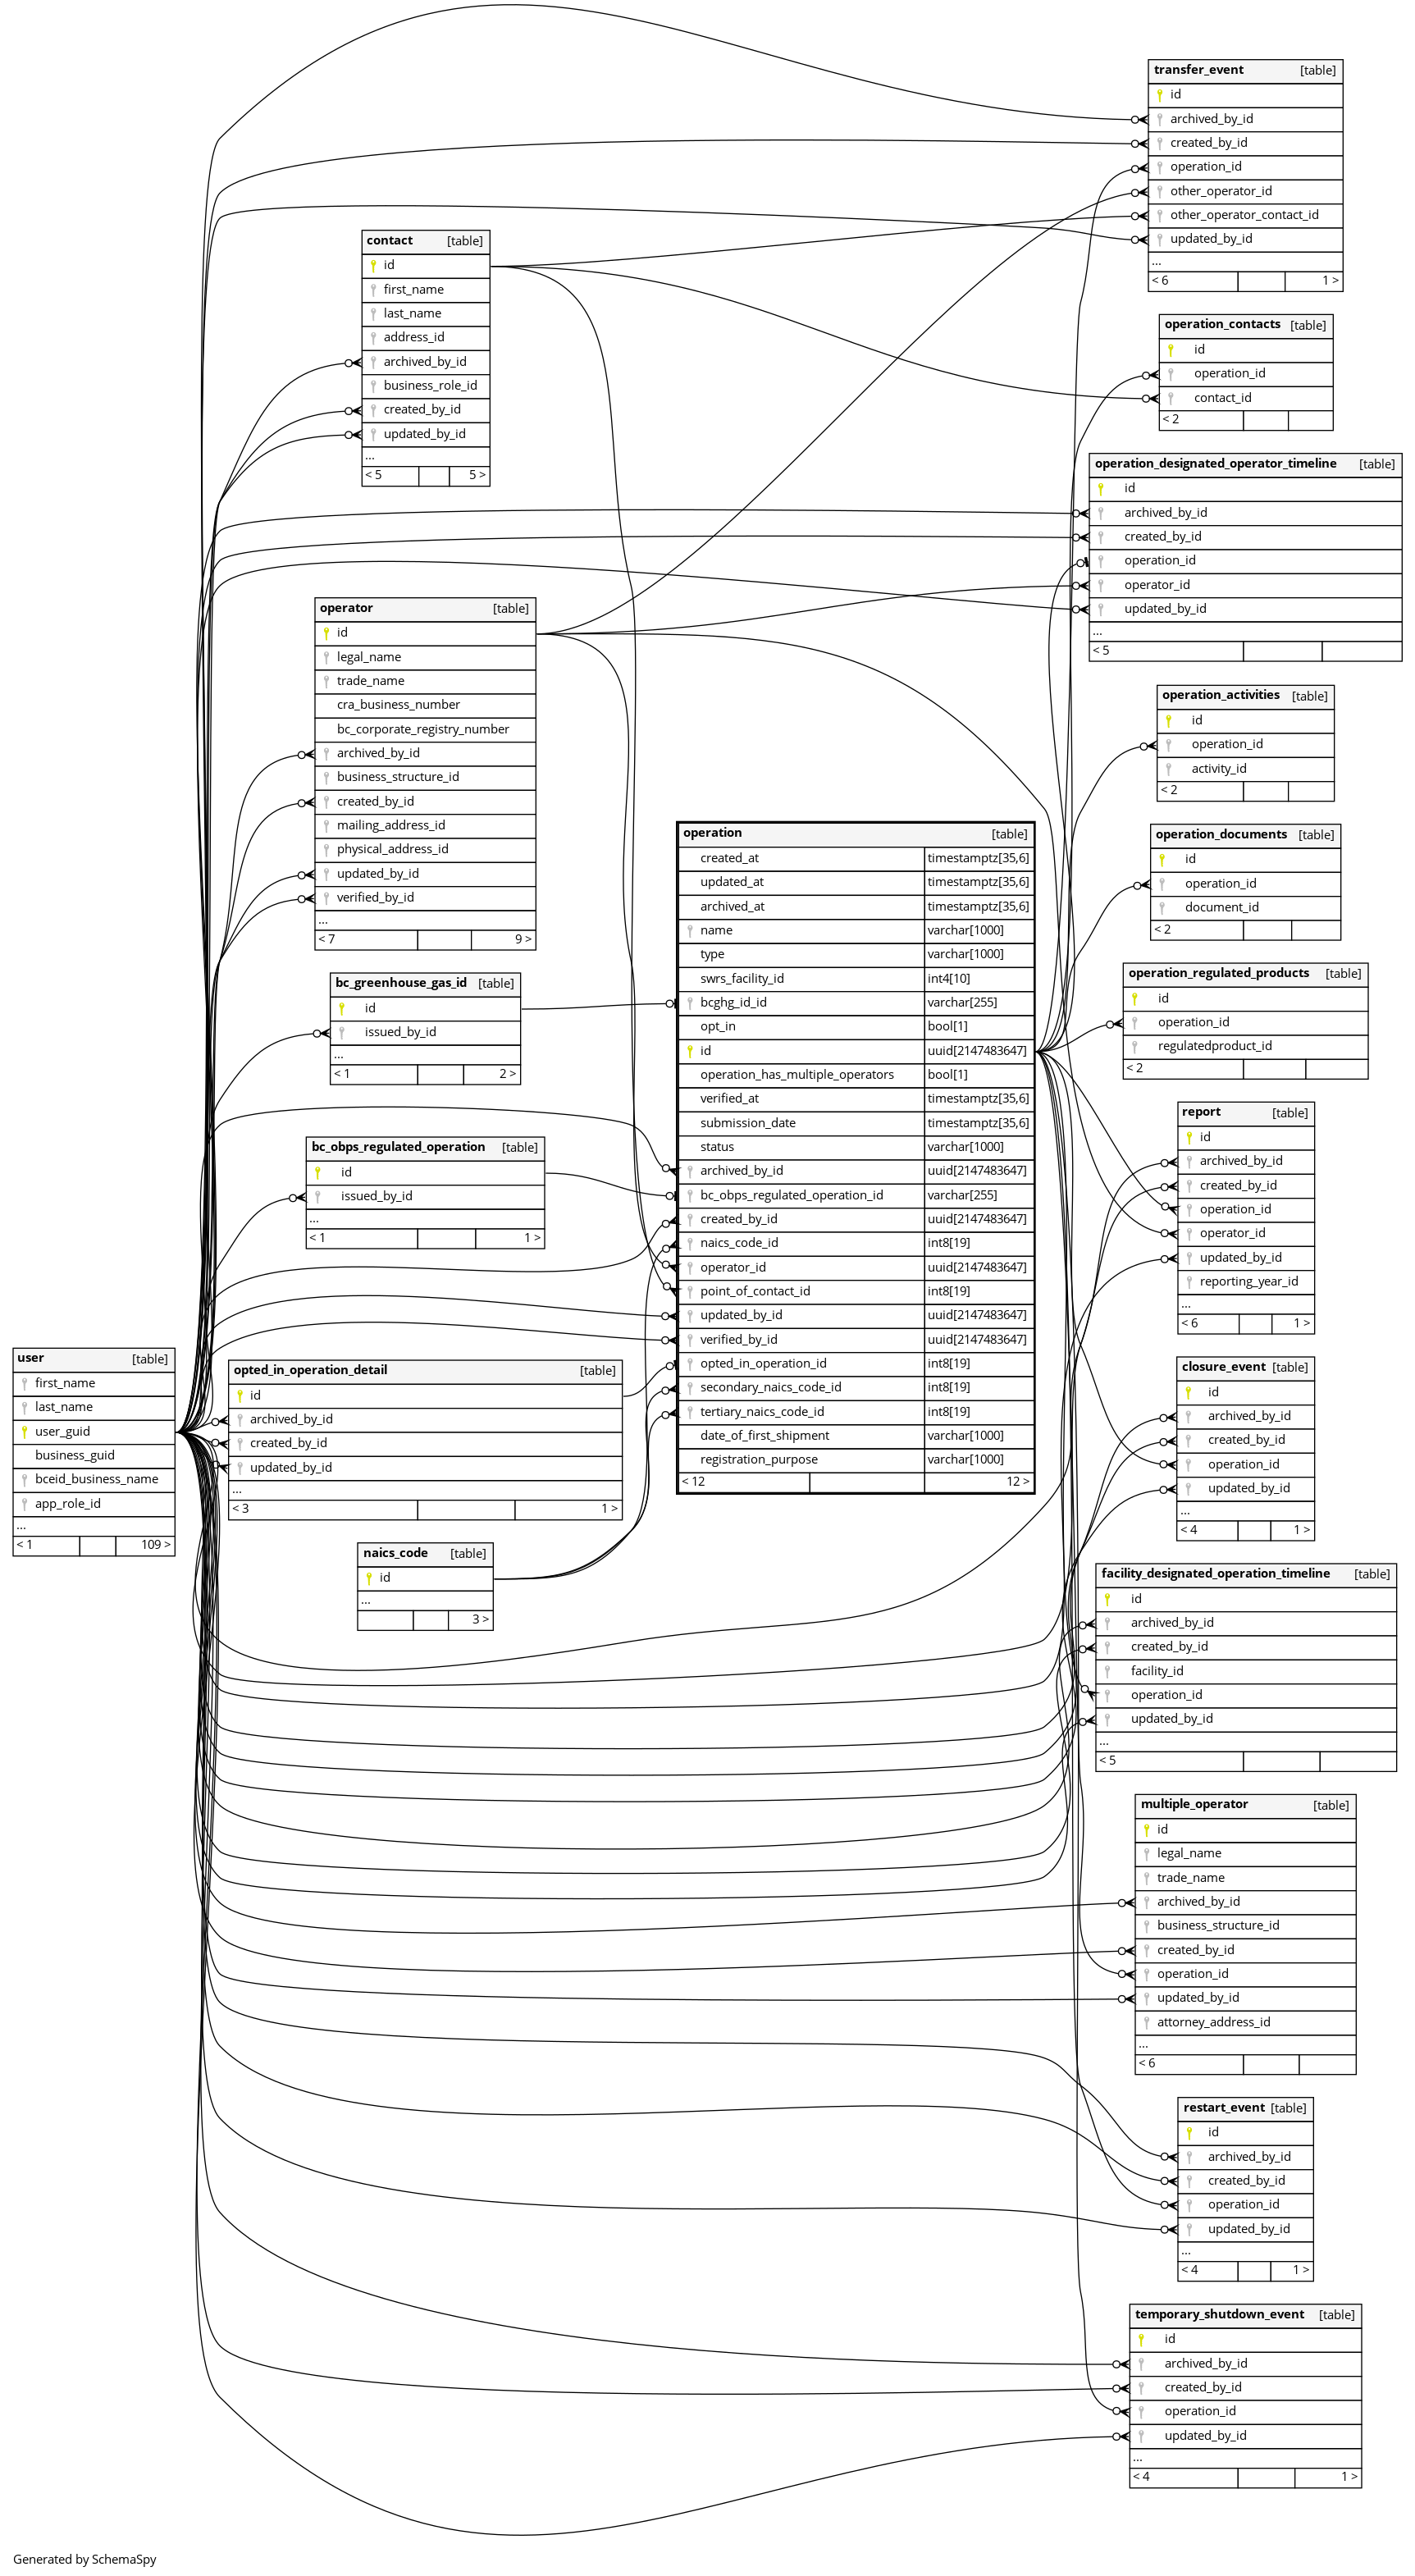 transfer_event [table]
id
archived_by_id
created_by_id
operation_id
other_operator_id
other_operator_contact_id
updated_by_id
...
< 6 1 >
contact [table]
id
first_name
last_name
address_id
archived_by_id
business_role_id
created_by_id
updated_by_id
...
< 5 5 >
operation_contacts [table]
id
operation_id
contact_id
< 2
operation_designated_operator_timeline [table]
id
archived_by_id
created_by_id
operation_id
operator_id
updated_by_id
...
< 5
operator [table]
id
legal_name
trade_name
cra_business_number
bc_corporate_registry_number
archived_by_id
business_structure_id
created_by_id
mailing_address_id
physical_address_id
updated_by_id
verified_by_id
...
< 7 9 >
operation_activities [table]
id
operation_id
activity_id
< 2
operation [table]
created_at timestamptz[35,6]
updated_at timestamptz[35,6]
archived_at timestamptz[35,6]
name varchar[1000]
type varchar[1000]
swrs_facility_id int4[10]
bcghg_id_id varchar[255]
opt_in bool[1]
id uuid[2147483647]
operation_has_multiple_operators bool[1]
verified_at timestamptz[35,6]
submission_date timestamptz[35,6]
status varchar[1000]
archived_by_id uuid[2147483647]
bc_obps_regulated_operation_id varchar[255]
created_by_id uuid[2147483647]
naics_code_id int8[19]
operator_id uuid[2147483647]
point_of_contact_id int8[19]
updated_by_id uuid[2147483647]
verified_by_id uuid[2147483647]
opted_in_operation_id int8[19]
secondary_naics_code_id int8[19]
tertiary_naics_code_id int8[19]
date_of_first_shipment varchar[1000]
registration_purpose varchar[1000]
< 12 12 >
operation_documents [table]
id
operation_id
document_id
< 2
operation_regulated_products [table]
id
operation_id
regulatedproduct_id
< 2
bc_greenhouse_gas_id [table]
id
issued_by_id
...
< 1 2 >
bc_obps_regulated_operation [table]
id
issued_by_id
...
< 1 1 >
report [table]
id
archived_by_id
created_by_id
operation_id
operator_id
updated_by_id
reporting_year_id
...
< 6 1 >
user [table]
first_name
last_name
user_guid
business_guid
bceid_business_name
app_role_id
...
< 1 109 >
opted_in_operation_detail [table]
id
archived_by_id
created_by_id
updated_by_id
...
< 3 1 >
naics_code [table]
id
...
3 >
closure_event [table]
id
archived_by_id
created_by_id
operation_id
updated_by_id
...
< 4 1 >
facility_designated_operation_timeline [table]
id
archived_by_id
created_by_id
facility_id
operation_id
updated_by_id
...
< 5
multiple_operator [table]
id
legal_name
trade_name
archived_by_id
business_structure_id
created_by_id
operation_id
updated_by_id
attorney_address_id
...
< 6
restart_event [table]
id
archived_by_id
created_by_id
operation_id
updated_by_id
...
< 4 1 >
temporary_shutdown_event [table]
id
archived_by_id
created_by_id
operation_id
updated_by_id
...
< 4 1 >
Generated by SchemaSpy